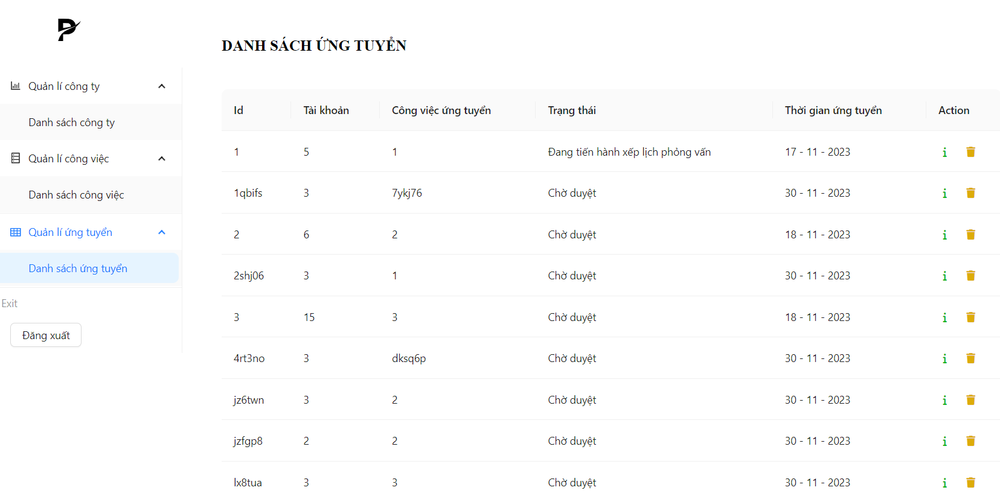 DANH SÁCH ỨNG TUYỂN
Quản lí công ty
Danh sách công ty
Quản lí công việc
Danh sách công việc
Quản lí ứng tuyển
Danh sách ứng tuyển
Exit
Đăng xuất
Id Tài khoản Công việc ứng tuyển Trạng thái Thời gian ứng tuyển Action
1 5 1 Đang tiến hành xếp lịch phỏng vấn 17 - 11 - 2023
1qbifs 3 7ykj76 Chờ duyệt 30 - 11 - 2023
2 6 2 Chờ duyệt 18 - 11 - 2023
2shj06 3 1 Chờ duyệt 30 - 11 - 2023
3 15 3 Chờ duyệt 18 - 11 - 2023
4rt3no 3 dksq6p Chờ duyệt 30 - 11 - 2023
jz6twn 3 2 Chờ duyệt 30 - 11 - 2023
jzfgp8 2 2 Chờ duyệt 30 - 11 - 2023
lx8tua 3 3 Chờ duyệt 30 - 11 - 2023